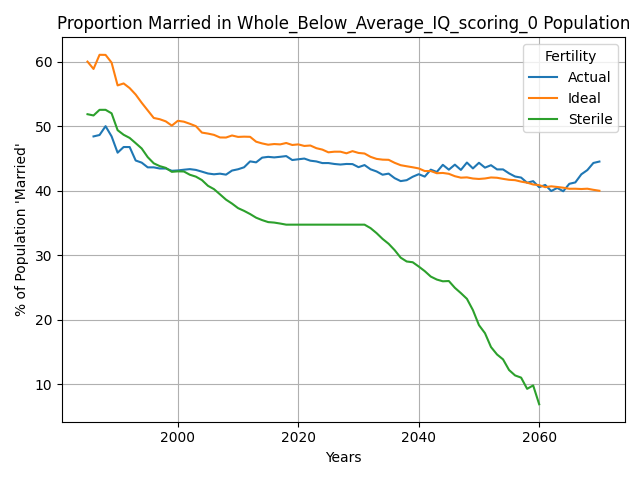 Proportion Married in Whole_Below_Average_IQ_scoring_0 Population
% of Population 'Married'
60
50
40
30
20
10
Fertility
Actual
Ideal
Sterile
2000 2020 2040 2060
Years